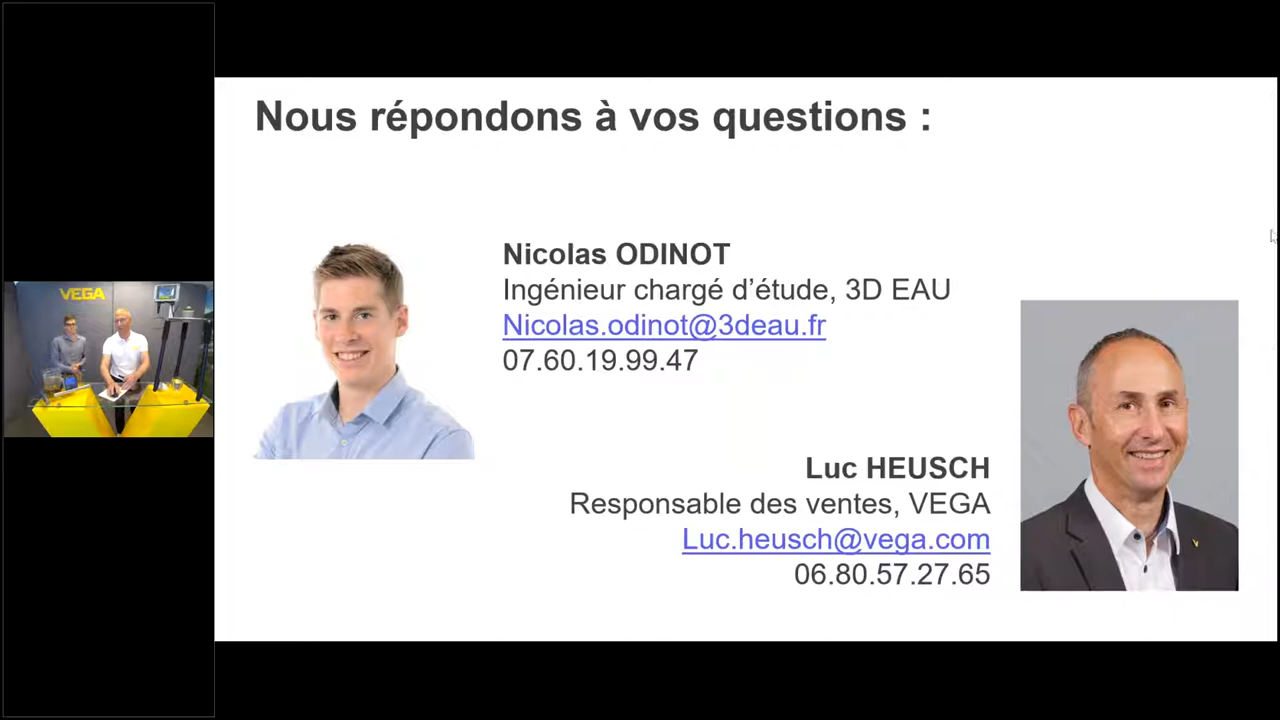 Nous répondons à vos questions :
VEGA
Nicolas ODINOT
Ingénieur chargé d’étude, 3D EAU
Nicolas.odinot@3deau.fr
07.60.19.99.47
Luc HEUSCH
Responsable des ventes, VEGA
Luc.heusch@vega.com
06.80.57.27.65